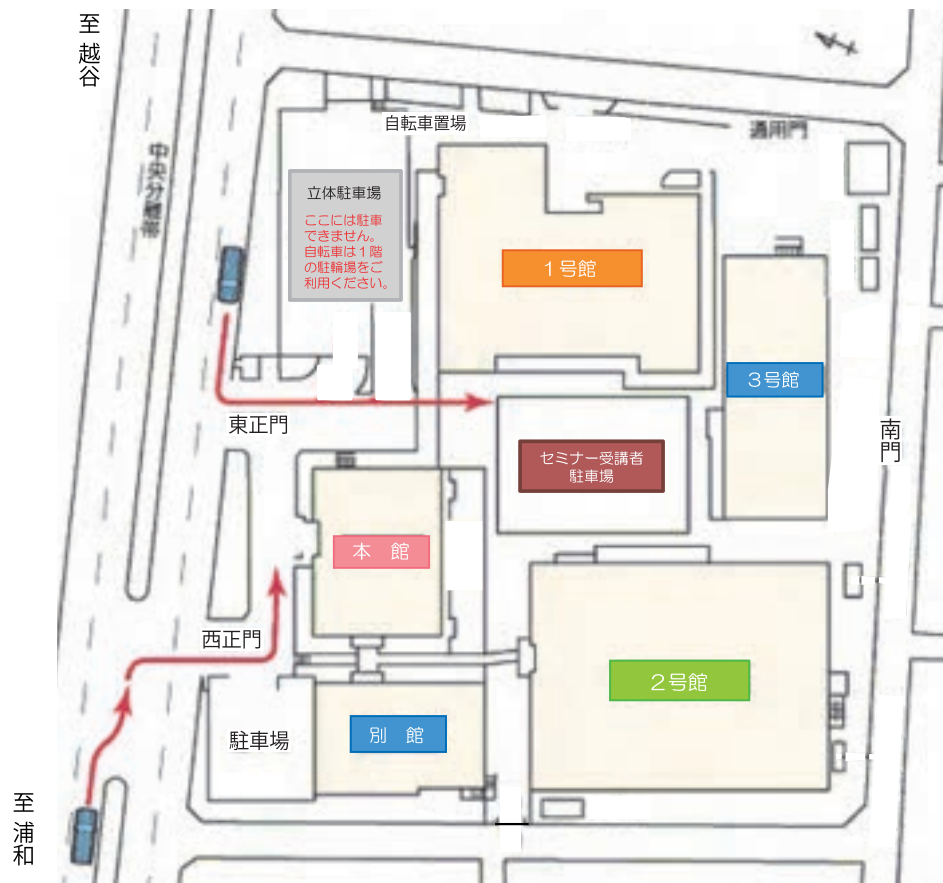 至 越谷
中央分離帯
自転車置場
通用門
立体駐車場
ここには駐車
できません。
自転車は１階
の駐輪場をご
利用ください。
１号館
３号館
東正門
南門
セミナー受講者
駐車場
本　館
西正門
２号館
駐車場
別　館
至 浦和